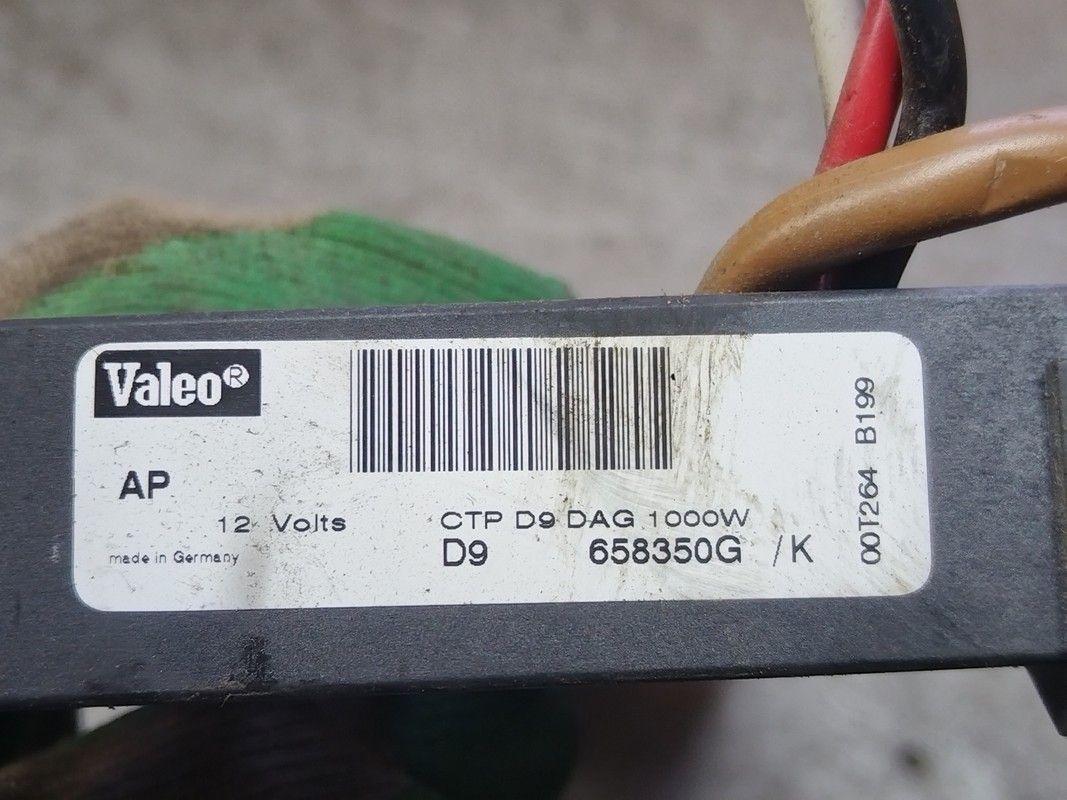 Valeo®
AP
12 Volts
CTP D9 DAG 1000W
made in Germany
D9 658350G /K
00T264 B199